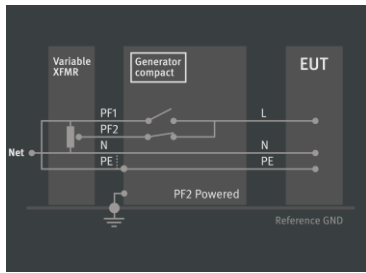 Variable
XFMR
Generator
compact
EUT
PF1
L
PF2
Net
N
N
PE
PE
PF2 Powered
Reference GND